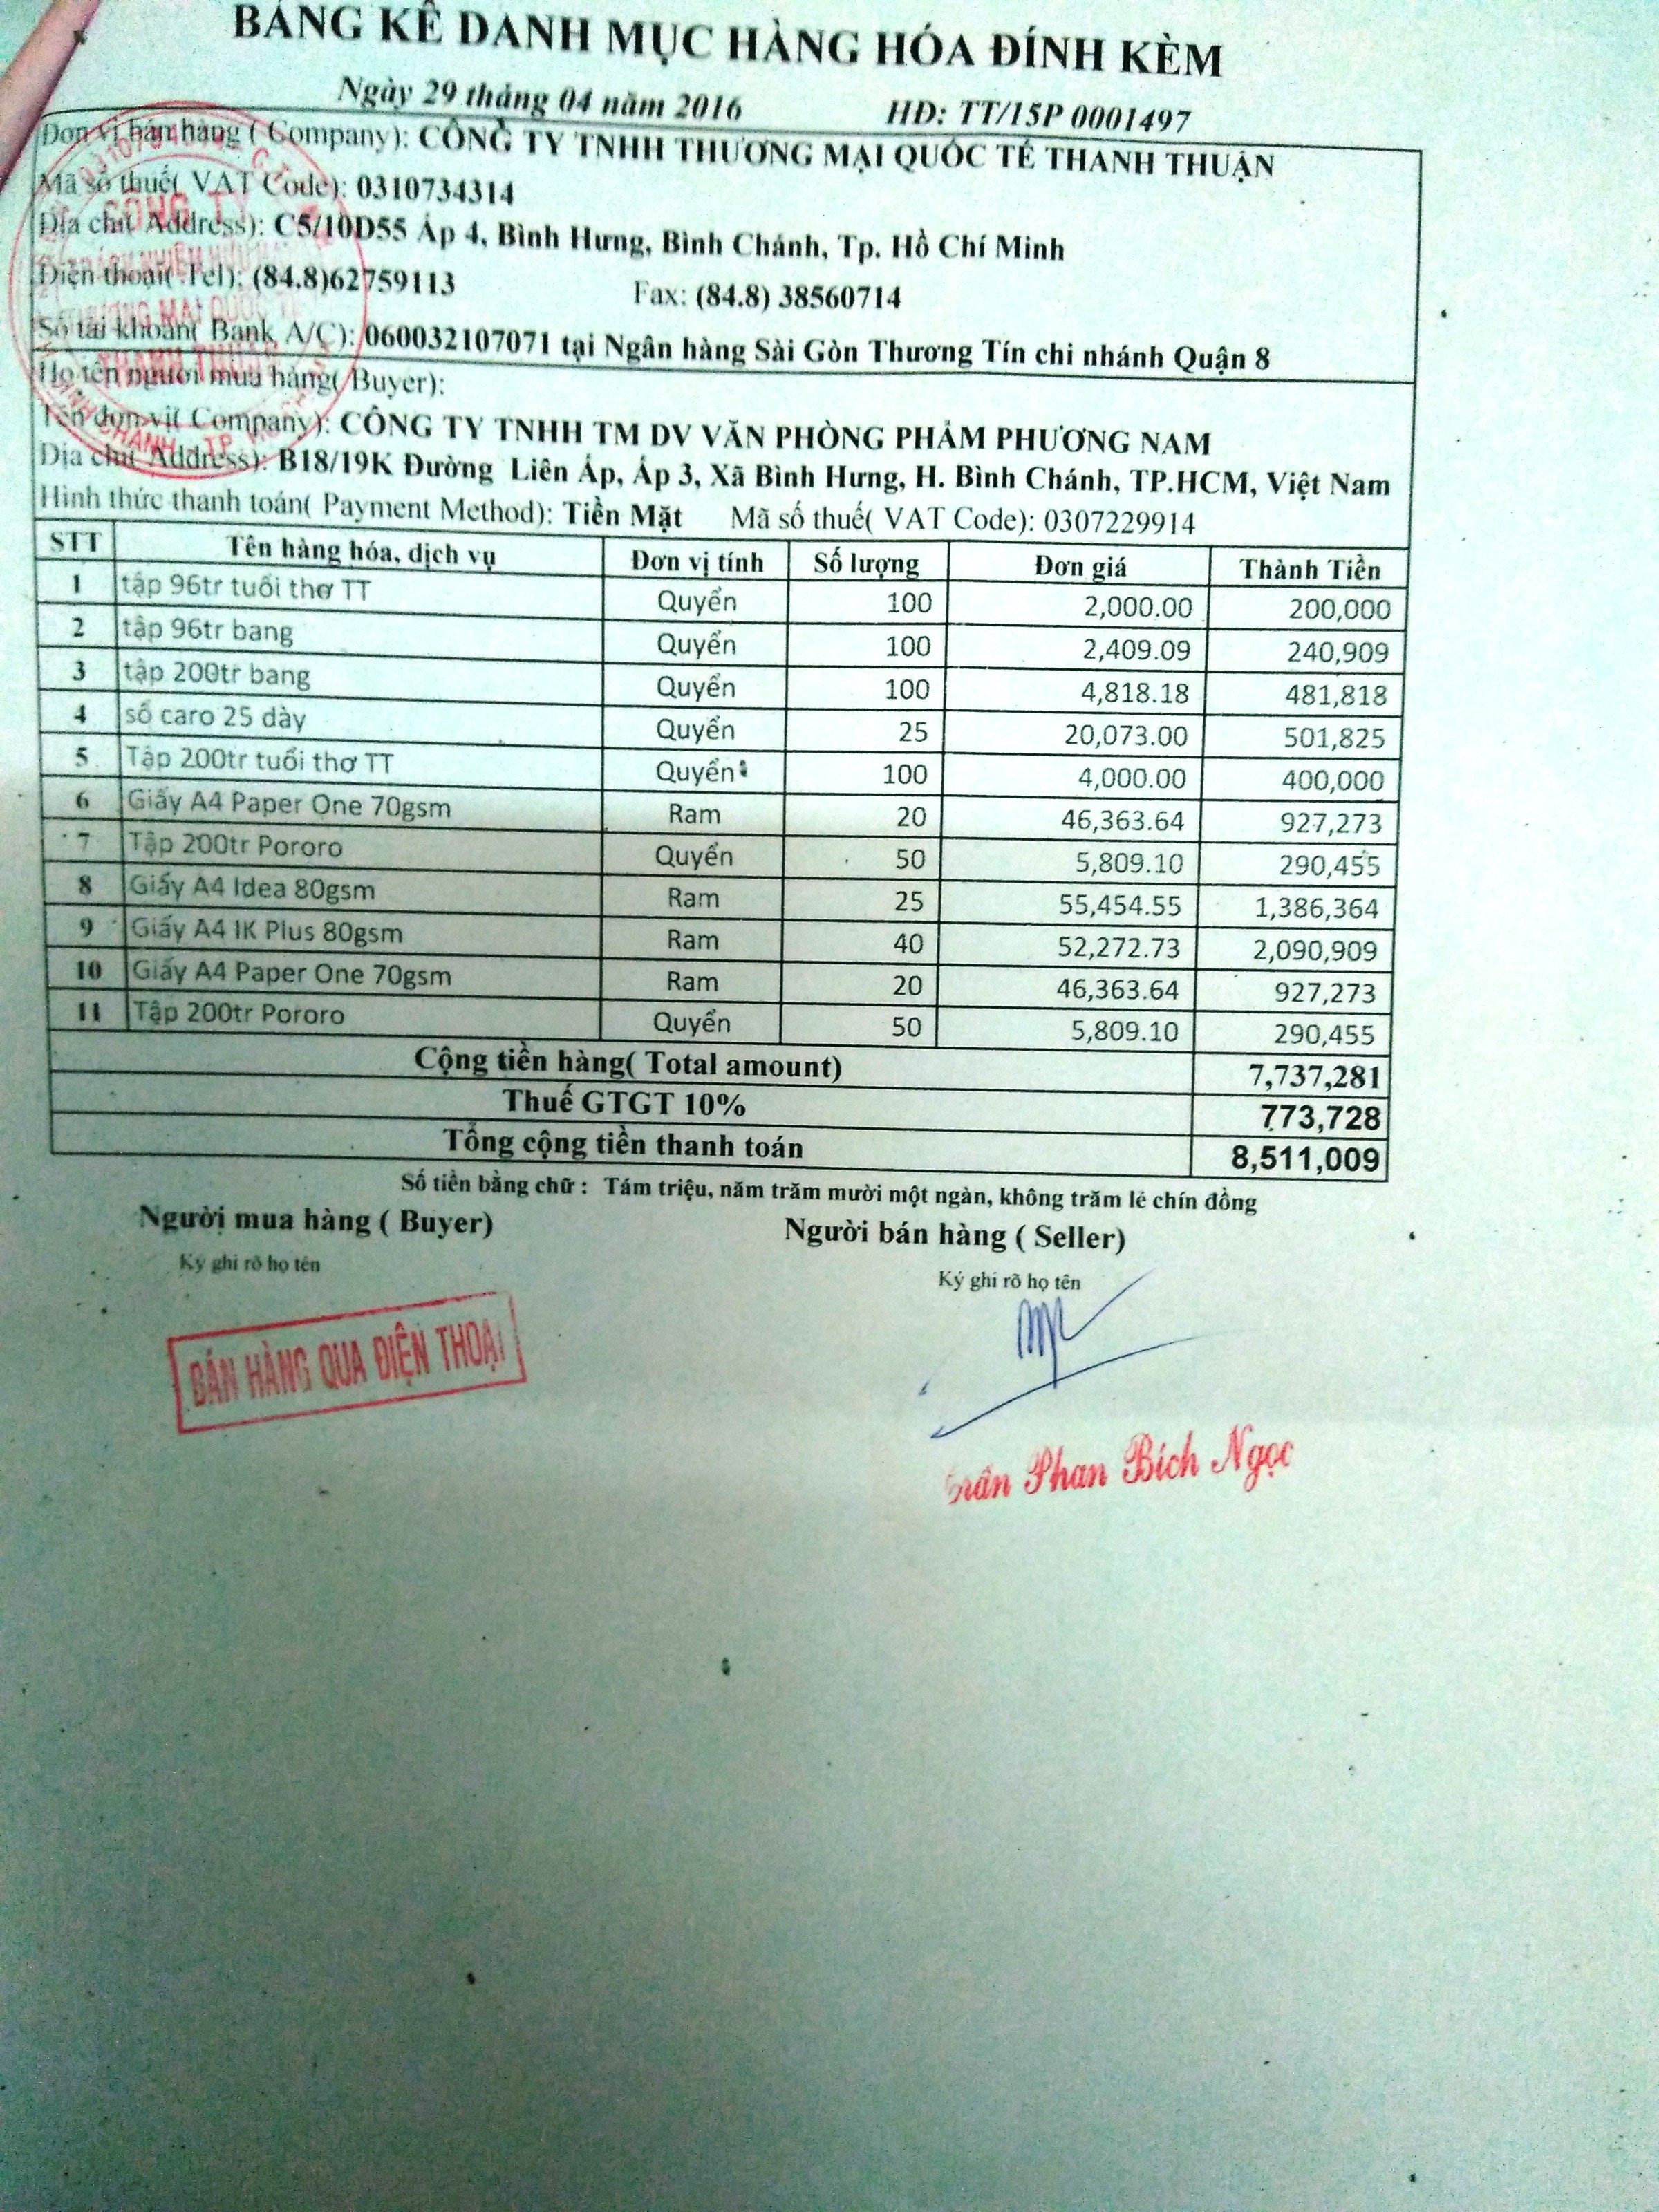 BẢNG KÊ DANH MỤC HÀNG HÓA ĐÍNH KÈM
Ngày 29 tháng 04 năm 2016 HĐ: TT/15P 0001497
Đơn vị bán hàng ( Company): CÔNG TY TNHH THƯƠNG MẠI QUỐC TẾ THANH THUẬN
Mã số thuế( VAT Code): 0310734314
Địa chỉ( Address): C5/10D55 Ấp 4, Bình Hưng, Bình Chánh, Tp. Hồ Chí Minh
Điện thoại( Tel): (84.8)62759113 Fax: (84.8) 38560714
Số tài khoản( Bank A/C): 060032107071 tại Ngân hàng Sài Gòn Thương Tín chi nhánh Quận 8
Họ tên người mua hàng( Buyer):
Tên đơn vị( Company): CÔNG TY TNHH TM DV VĂN PHÒNG PHẨM PHƯƠNG NAM
Địa chỉ( Address): B18/19K Đường Liên Ấp, Ấp 3, Xã Bình Hưng, H. Bình Chánh, TP.HCM, Việt Nam
Hình thức thanh toán( Payment Method): Tiền Mặt Mã số thuế( VAT Code): 0307229914
STT Tên hàng hóa, dịch vụ Đơn vị tính Số lượng Đơn giá Thành Tiền
1 tập 96tr tuổi thơ TT Quyển 100 2,000.00 200,000
2 tập 96tr bang Quyển 100 2,409.09 240,909
3 tập 200tr bang Quyển 100 4,818.18 481,818
4 sổ caro 25 dày Quyển 25 20,073.00 501,825
5 Tập 200tr tuổi thơ TT Quyển 100 4,000.00 400,000
6 Giấy A4 Paper One 70gsm Ram 20 46,363.64 927,273
7 Tập 200tr Pororo Quyển 50 5,809.10 290,455
8 Giấy A4 Idea 80gsm Ram 25 55,454.55 1,386,364
9 Giấy A4 IK Plus 80gsm Ram 40 52,272.73 2,090,909
10 Giấy A4 Paper One 70gsm Ram 20 46,363.64 927,273
11 Tập 200tr Pororo Quyển 50 5,809.10 290,455
Cộng tiền hàng( Total amount) 7,737,281
Thuế GTGT 10% 773,728
Tổng cộng tiền thanh toán 8,511,009
Số tiền bằng chữ : Tám triệu, năm trăm mười một ngàn, không trăm lẻ chín đồng
Người mua hàng ( Buyer) Người bán hàng ( Seller)
Ký ghi rõ họ tên Ký ghi rõ họ tên
BÁN HÀNG QUA ĐIỆN THOẠI
Trần Phan Bích Ngọc